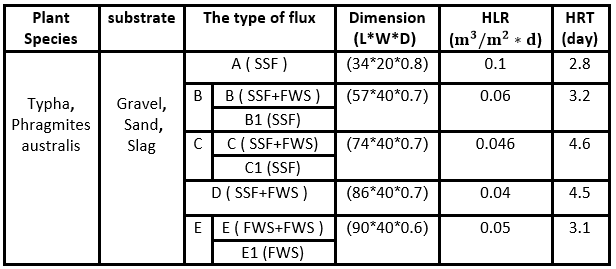 Plant Species substrate The type of flux Dimension (L*W*D) HLR (m³/m² * d) HRT (day)
Typha, Phragmites australis Gravel, Sand, Slag
A ( SSF ) (34*20*0.8) 0.1 2.8
B B ( SSF+FWS ) (57*40*0.7) 0.06 3.2
B1 (SSF)
C C ( SSF+FWS) (74*40*0.7) 0.046 4.6
C1 (SSF)
D ( SSF+FWS ) (86*40*0.7) 0.04 4.5
E E ( FWS+FWS ) (90*40*0.6) 0.05 3.1
E1 (FWS)